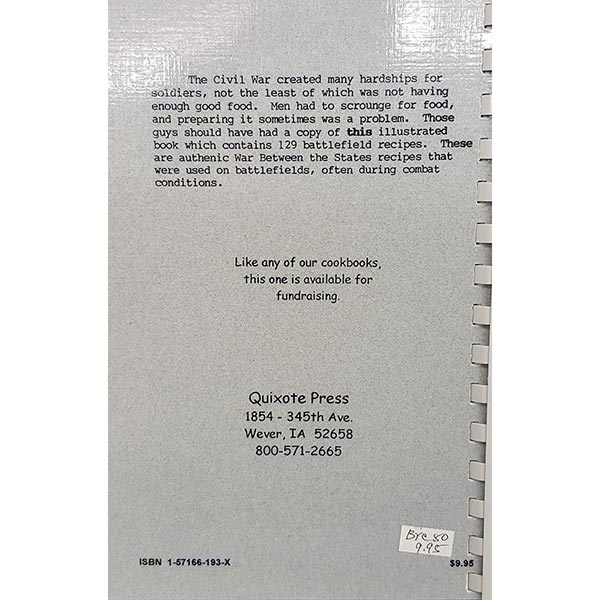 The Civil War created many hardships for
soldiers, not the least of which was not having
enough good food. Men had to scrounge for food,
and preparing it sometimes was a problem. Those
guys should have had a copy of this illustrated
book which contains 129 battlefield recipes. These
are authenic War Between the States recipes that
were used on battlefields, often during combat
conditions.
Like any of our cookbooks,
this one is available for
fundraising.
Quixote Press
1854 - 345th Ave.
Wever, IA 52658
800-571-2665
9.95
ISBN 1-57166-193-X
$9.95